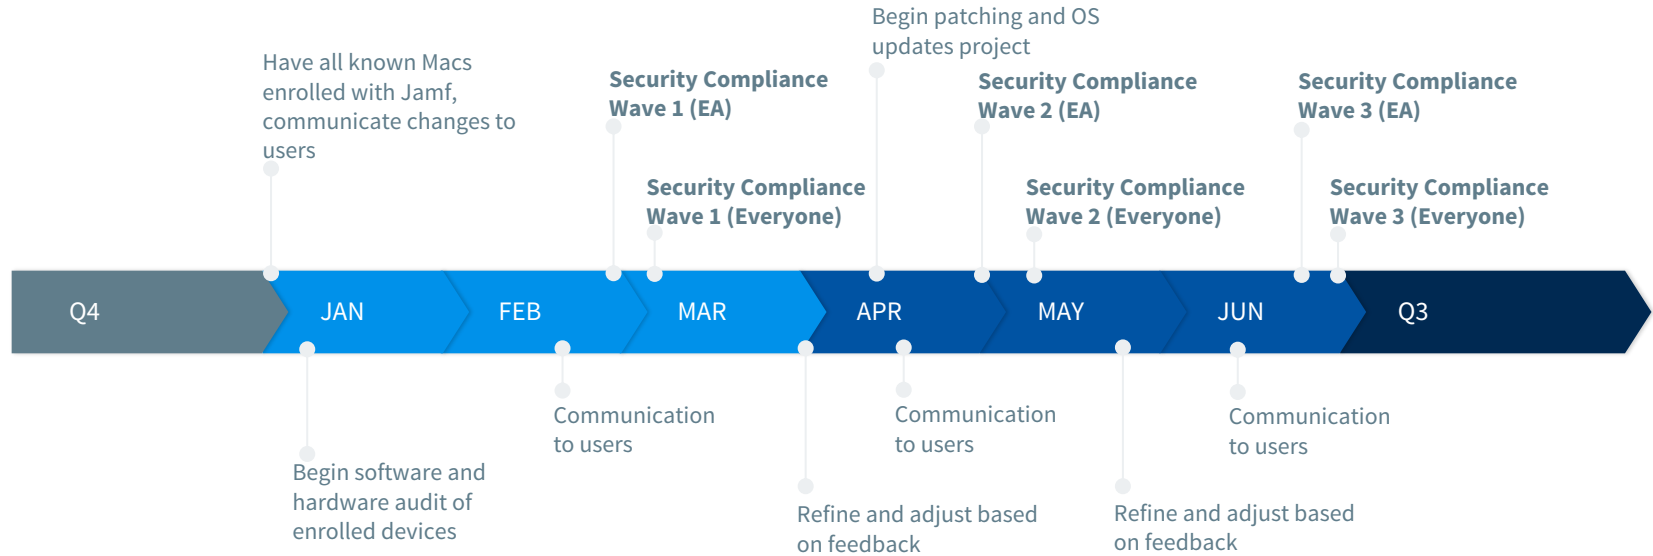 Begin patching and OS
updates project
Have all known Macs
enrolled with Jamf,
communicate changes to
users
Security Compliance
Wave 1 (EA)
Security Compliance
Wave 2 (EA)
Security Compliance
Wave 3 (EA)
Security Compliance
Wave 1 (Everyone)
Security Compliance
Wave 2 (Everyone)
Security Compliance
Wave 3 (Everyone)
Q4
JAN
FEB
MAR
APR
MAY
JUN
Q3
Communication
to users
Communication
to users
Communication
to users
Begin software and
hardware audit of
enrolled devices
Refine and adjust based
on feedback
Refine and adjust based
on feedback